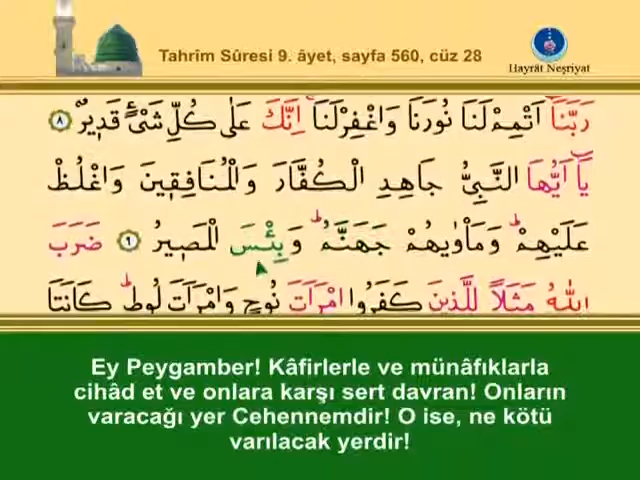 Tahrîm Sûresi 9. âyet, sayfa 560, cüz 28
Hayrât Neşriyat
رَبَّنَٓا اَتْمِمْ لَنَا نُورَنَا وَاغْفِرْ لَنَا اِنَّكَ عَلٰى كُلِّ شَیْءٍ قَد۪يرٌ ٨
يَٓا اَيُّهَا النَّبِيُّ جَاهِدِ الْكُفَّارَ وَالْمُنَافِق۪ينَ وَاغْلُظْ
عَلَيْهِمْ وَمَأْوٰيهُمْ جَهَنَّمُ وَبِئْسَ الْمَص۪يرُ ٩ ضَرَبَ
اللّٰهُ مَثَلًا لِلَّذ۪ينَ كَفَرُوا امْرَاَتَ نُوحٍ وَامْرَاَتَ لُوطٍ كَانَتَا
Ey Peygamber! Kâfirlerle ve münâfıklarla
cihâd et ve onlara karşı sert davran! Onların
varacağı yer Cehennemdir! O ise, ne kötü
varılacak yerdir!